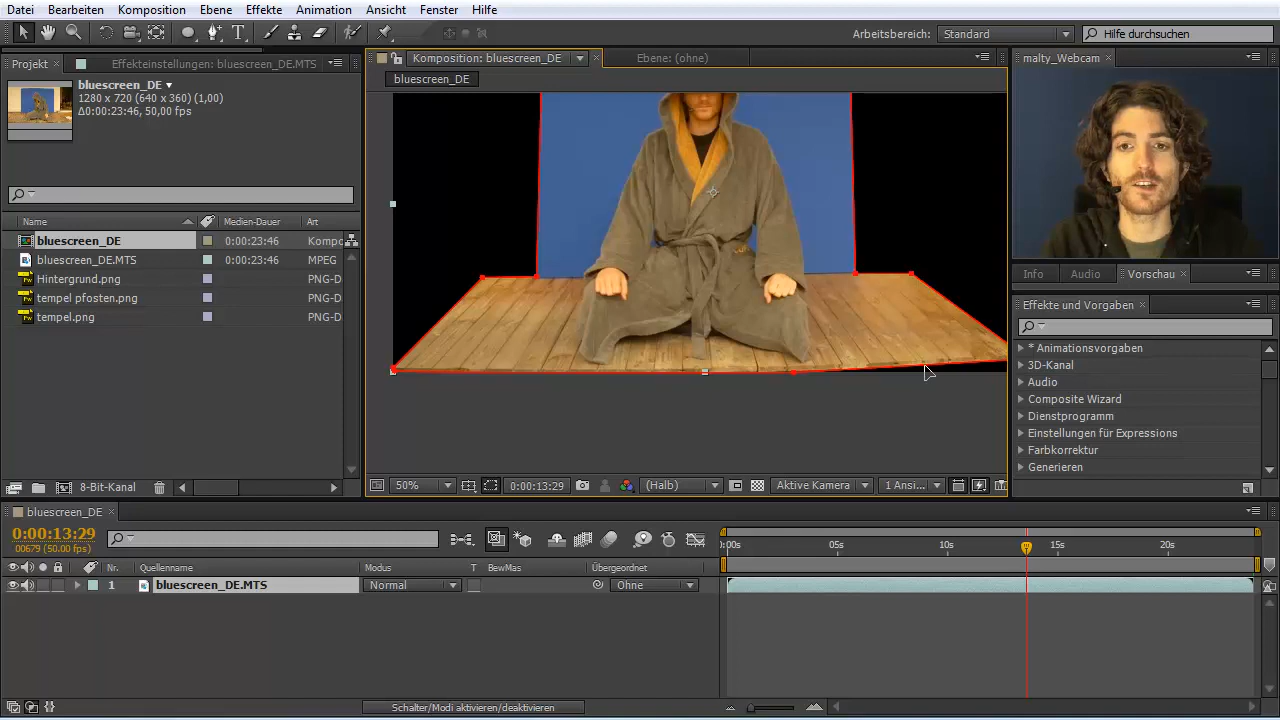 Datei Bearbeiten Komposition Ebene Effekte Animation Ansicht Fenster Hilfe
Arbeitsbereich: Standard Hilfe durchsuchen
Projekt Effekteinstellungen: bluescreen_DE.MTS
Komposition: bluescreen_DE Ebene: (ohne)
malty_Webcam
bluescreen_DE
bluescreen_DE
1280 x 720 (640 x 360) (1,00)
Δ0:00:23:46, 50,00 fps
Name Medien-Dauer Art
bluescreen_DE 0:00:23:46 Kompo
bluescreen_DE.MTS 0:00:23:46 MPEG
Hintergrund.png PNG-D
tempel pfosten.png PNG-D
tempel.png PNG-D
8-Bit-Kanal
50% 0:00:13:29 (Halb) Aktive Kamera 1 Ansi...
Info Audio Vorschau
Effekte und Vorgaben
* Animationsvorgaben
3D-Kanal
Audio
Composite Wizard
Dienstprogramm
Einstellungen für Expressions
Farbkorrektur
Generieren
bluescreen_DE
0:00:13:29
00679 (50.00 fps)
:00s 05s 10s 15s 20s
Nr. Quellenname Modus T BewMas Übergeordnet
1 bluescreen_DE.MTS Normal Ohne
Schalter/Modi aktivieren/deaktivieren